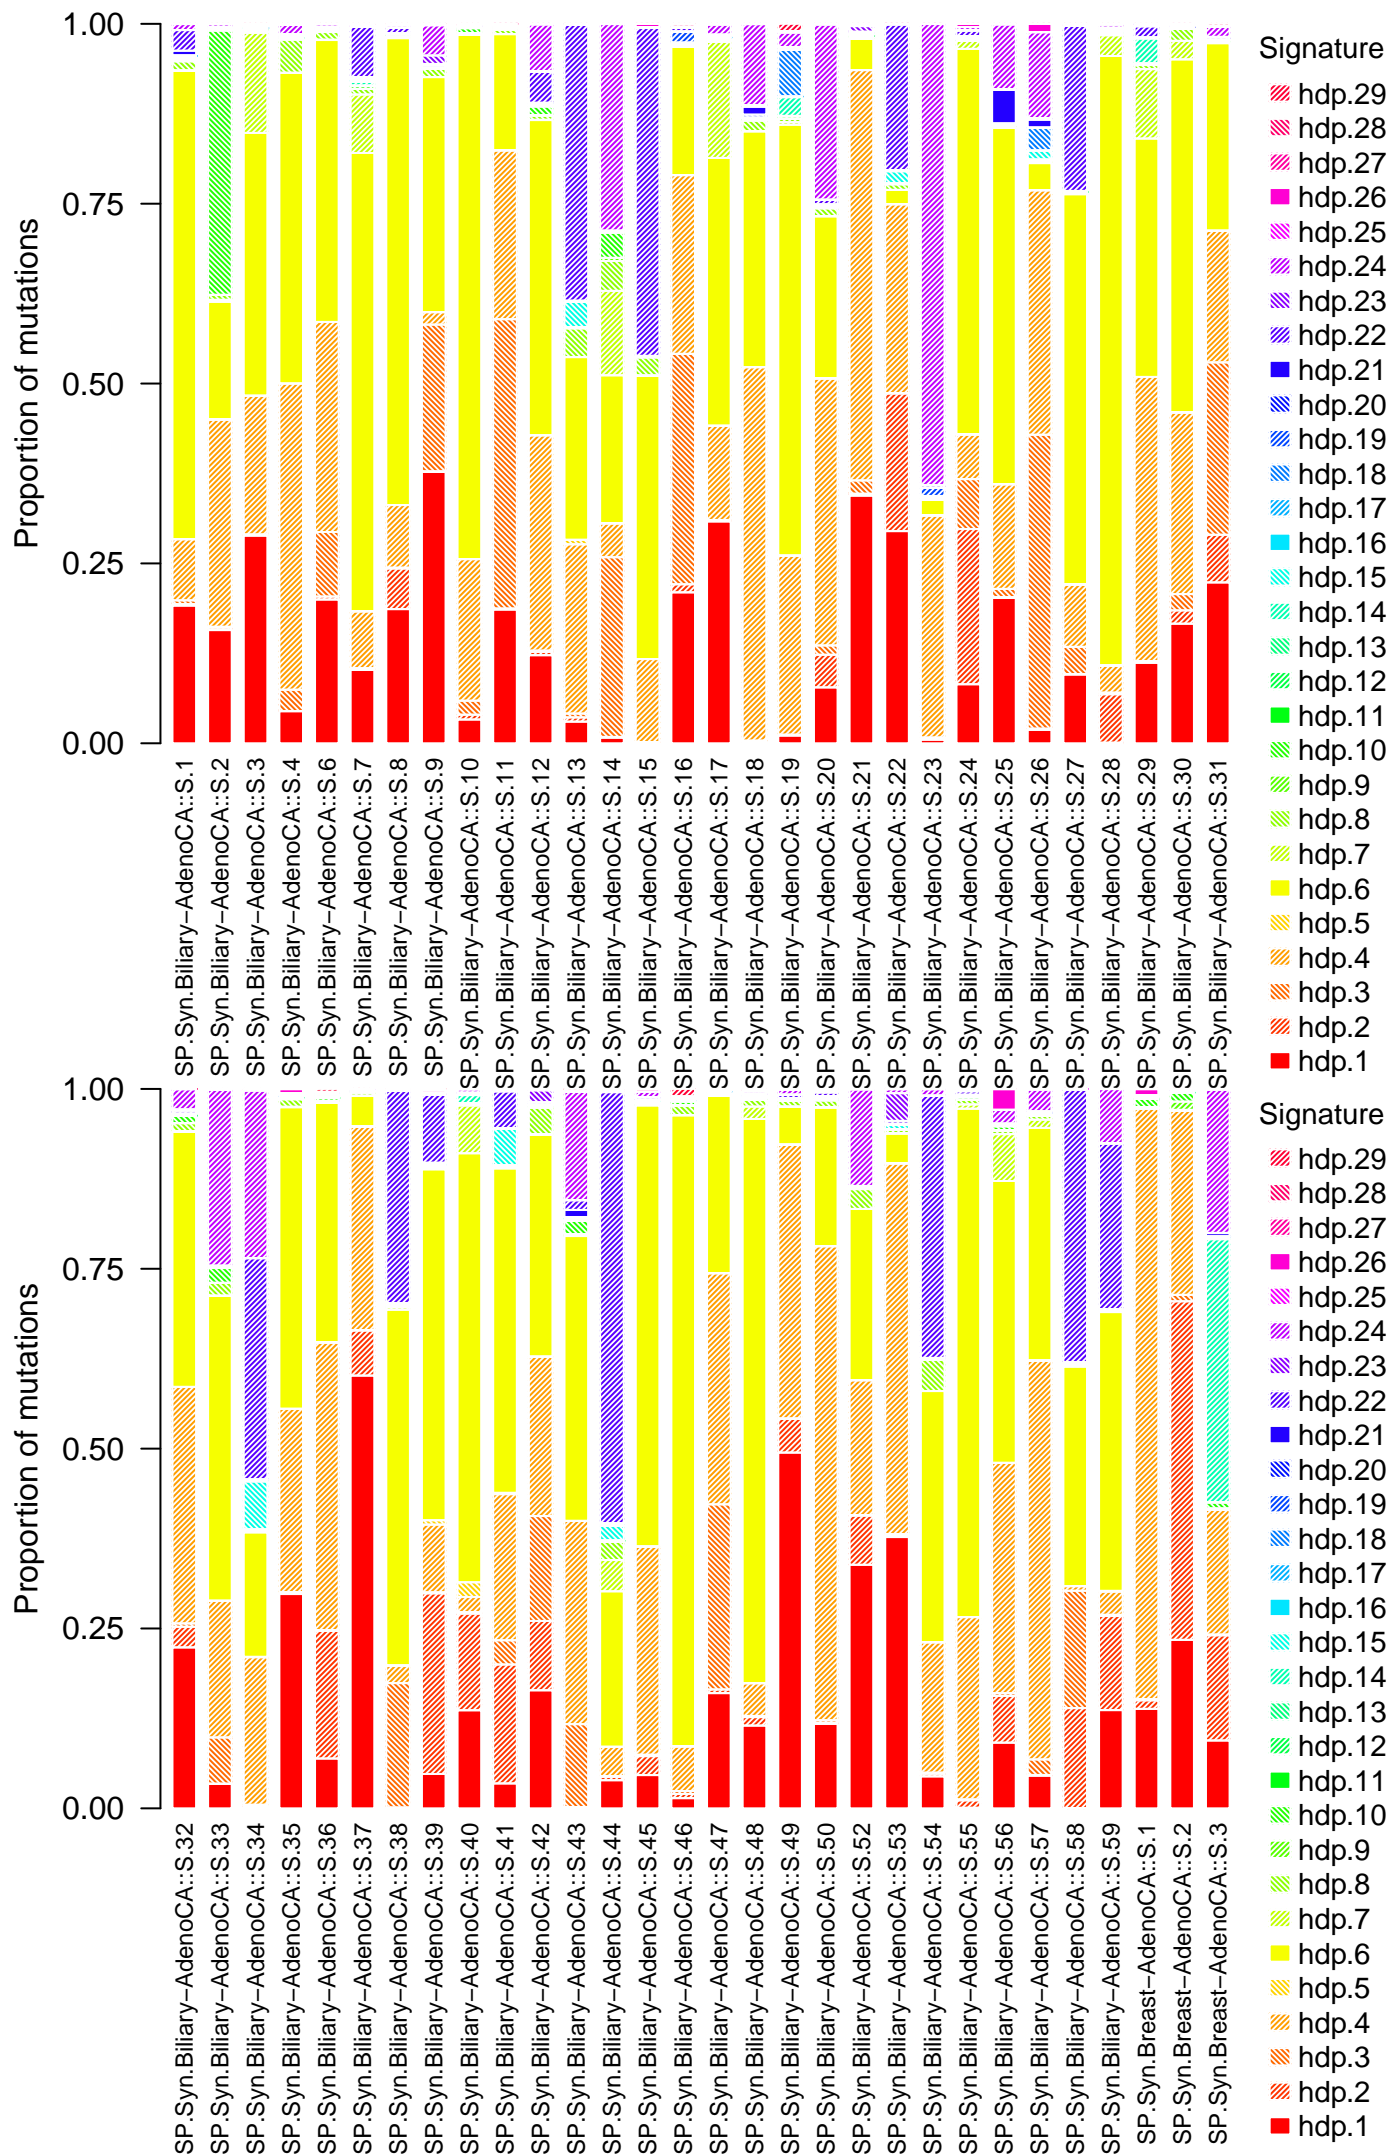 Proportion of mutations
1.00
0.75
0.50
0.25
0.00
SP.Syn.Biliary−AdenoCA::S.1
SP.Syn.Biliary−AdenoCA::S.2
SP.Syn.Biliary−AdenoCA::S.3
SP.Syn.Biliary−AdenoCA::S.4
SP.Syn.Biliary−AdenoCA::S.6
SP.Syn.Biliary−AdenoCA::S.7
SP.Syn.Biliary−AdenoCA::S.8
SP.Syn.Biliary−AdenoCA::S.9
SP.Syn.Biliary−AdenoCA::S.10
SP.Syn.Biliary−AdenoCA::S.11
SP.Syn.Biliary−AdenoCA::S.12
SP.Syn.Biliary−AdenoCA::S.13
SP.Syn.Biliary−AdenoCA::S.14
SP.Syn.Biliary−AdenoCA::S.15
SP.Syn.Biliary−AdenoCA::S.16
SP.Syn.Biliary−AdenoCA::S.17
SP.Syn.Biliary−AdenoCA::S.18
SP.Syn.Biliary−AdenoCA::S.19
SP.Syn.Biliary−AdenoCA::S.20
SP.Syn.Biliary−AdenoCA::S.21
SP.Syn.Biliary−AdenoCA::S.22
SP.Syn.Biliary−AdenoCA::S.23
SP.Syn.Biliary−AdenoCA::S.24
SP.Syn.Biliary−AdenoCA::S.25
SP.Syn.Biliary−AdenoCA::S.26
SP.Syn.Biliary−AdenoCA::S.27
SP.Syn.Biliary−AdenoCA::S.28
SP.Syn.Biliary−AdenoCA::S.29
SP.Syn.Biliary−AdenoCA::S.30
SP.Syn.Biliary−AdenoCA::S.31
Signature
hdp.29
hdp.28
hdp.27
hdp.26
hdp.25
hdp.24
hdp.23
hdp.22
hdp.21
hdp.20
hdp.19
hdp.18
hdp.17
hdp.16
hdp.15
hdp.14
hdp.13
hdp.12
hdp.11
hdp.10
hdp.9
hdp.8
hdp.7
hdp.6
hdp.5
hdp.4
hdp.3
hdp.2
hdp.1
Proportion of mutations
1.00
0.75
0.50
0.25
0.00
SP.Syn.Biliary−AdenoCA::S.32
SP.Syn.Biliary−AdenoCA::S.33
SP.Syn.Biliary−AdenoCA::S.34
SP.Syn.Biliary−AdenoCA::S.35
SP.Syn.Biliary−AdenoCA::S.36
SP.Syn.Biliary−AdenoCA::S.37
SP.Syn.Biliary−AdenoCA::S.38
SP.Syn.Biliary−AdenoCA::S.39
SP.Syn.Biliary−AdenoCA::S.40
SP.Syn.Biliary−AdenoCA::S.41
SP.Syn.Biliary−AdenoCA::S.42
SP.Syn.Biliary−AdenoCA::S.43
SP.Syn.Biliary−AdenoCA::S.44
SP.Syn.Biliary−AdenoCA::S.45
SP.Syn.Biliary−AdenoCA::S.46
SP.Syn.Biliary−AdenoCA::S.47
SP.Syn.Biliary−AdenoCA::S.48
SP.Syn.Biliary−AdenoCA::S.49
SP.Syn.Biliary−AdenoCA::S.50
SP.Syn.Biliary−AdenoCA::S.52
SP.Syn.Biliary−AdenoCA::S.53
SP.Syn.Biliary−AdenoCA::S.54
SP.Syn.Biliary−AdenoCA::S.55
SP.Syn.Biliary−AdenoCA::S.56
SP.Syn.Biliary−AdenoCA::S.57
SP.Syn.Biliary−AdenoCA::S.58
SP.Syn.Biliary−AdenoCA::S.59
SP.Syn.Breast−AdenoCA::S.1
SP.Syn.Breast−AdenoCA::S.2
SP.Syn.Breast−AdenoCA::S.3
Signature
hdp.29
hdp.28
hdp.27
hdp.26
hdp.25
hdp.24
hdp.23
hdp.22
hdp.21
hdp.20
hdp.19
hdp.18
hdp.17
hdp.16
hdp.15
hdp.14
hdp.13
hdp.12
hdp.11
hdp.10
hdp.9
hdp.8
hdp.7
hdp.6
hdp.5
hdp.4
hdp.3
hdp.2
hdp.1